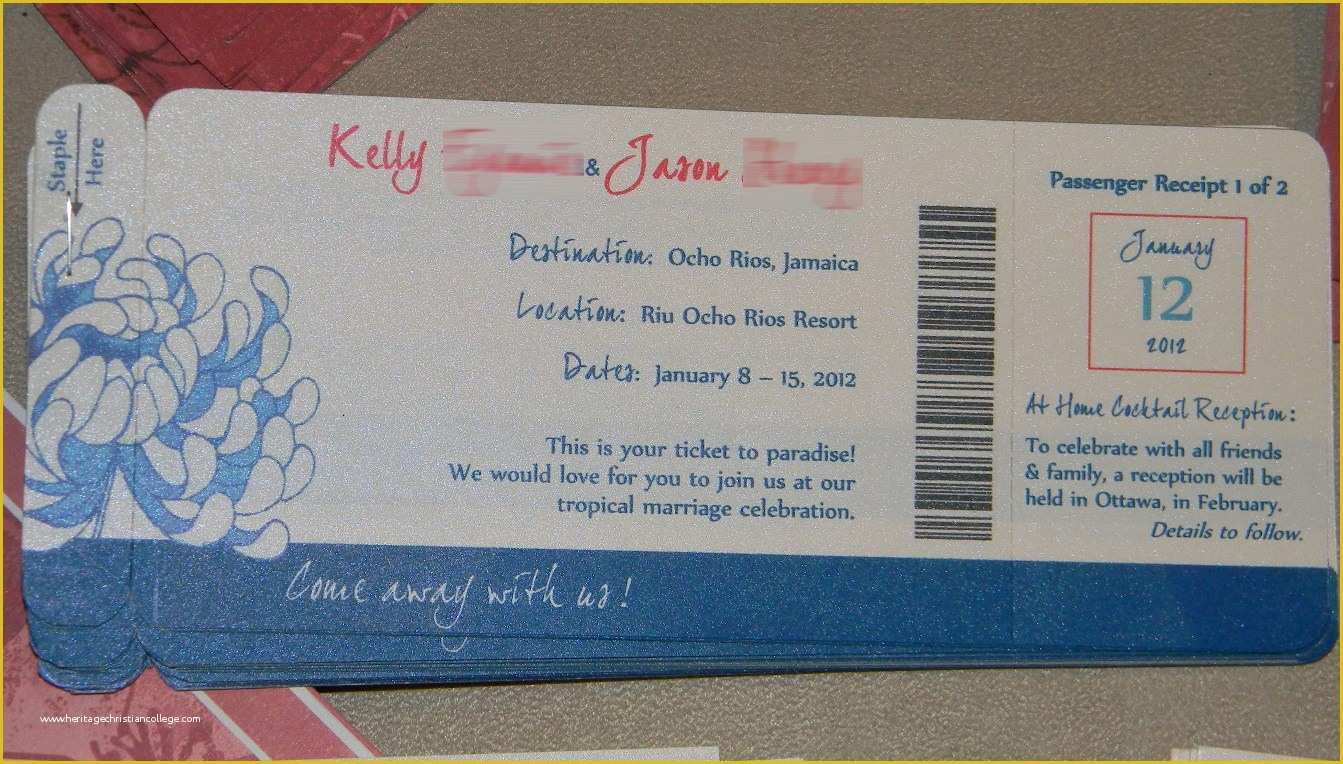 Staple
Here
Kelly & Jason
Destination: Ocho Rios, Jamaica
Location: Riu Ocho Rios Resort
Dates: January 8 – 15, 2012
This is your ticket to paradise!
We would love for you to join us at our
tropical marriage celebration.
Come away with us!
Passenger Receipt 1 of 2
January
12
2012
At Home Cocktail Reception:
To celebrate with all friends
& family, a reception will be
held in Ottawa, in February.
Details to follow.
www.heritagechristiancollege.com